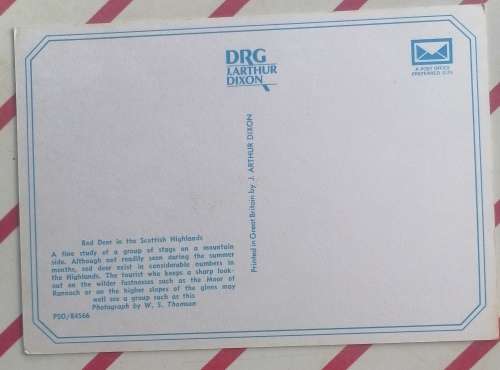 DRG
J.ARTHUR
DIXON
A POST OFFICE
PREFERRED SIZE
Printed in Great Britain by J. ARTHUR DIXON
Red Deer in the Scottish Highlands
A fine study of a group of stags on a mountain
side. Although not readily seen during the summer
months, red deer exist in considerable numbers in
the Highlands. The tourist who keeps a sharp look-
out on the wilder fastnesses such as the Moor of
Rannoch or on the higher slopes of the glens may
well see a group such as this
Photograph by W. S. Thomson
PSO/84566